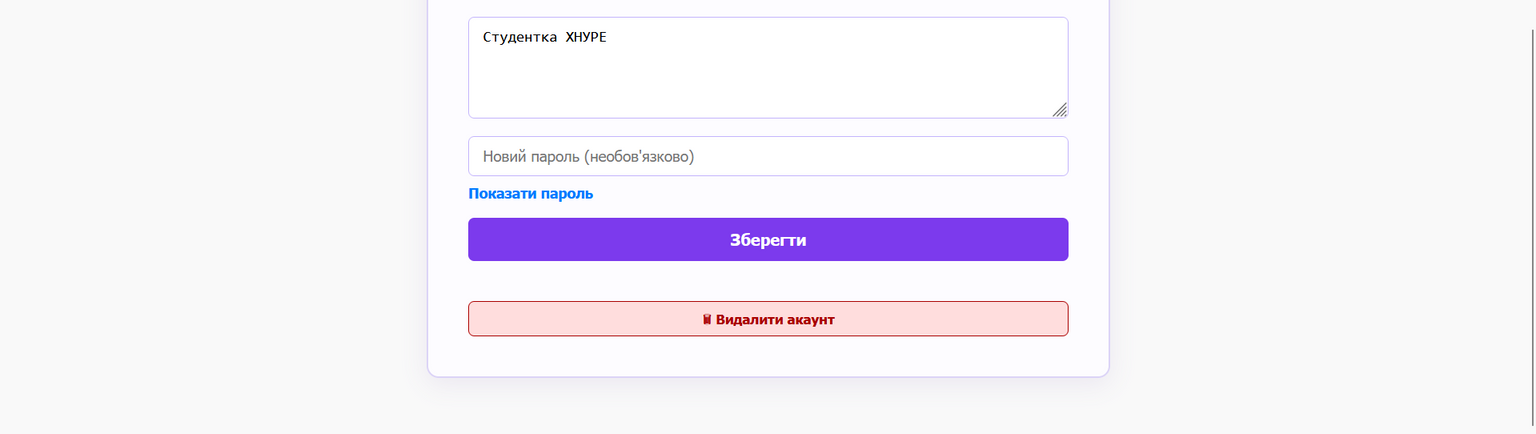 Студентка ХНУРЕ
Новий пароль (необов'язково)
Показати пароль
Зберегти
Видалити акаунт